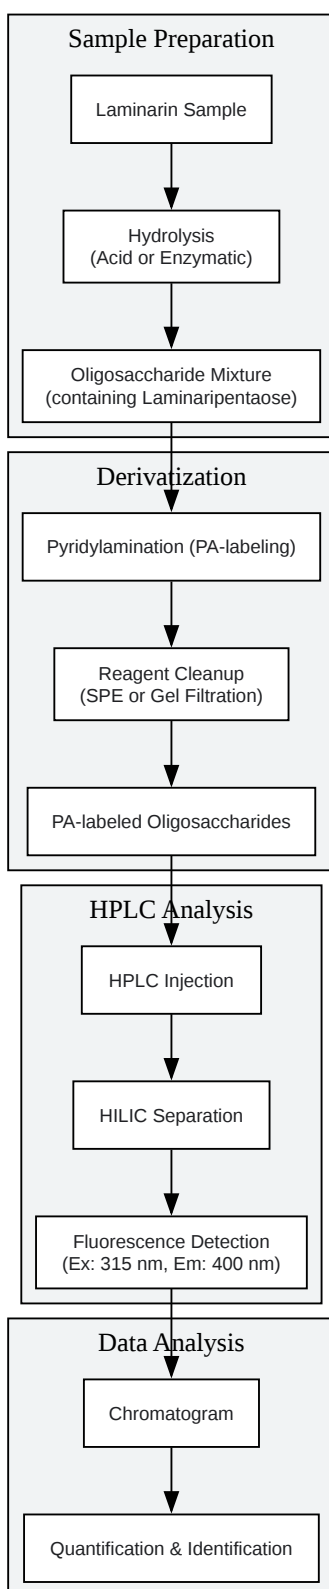 Sample Preparation
Laminarin Sample
Hydrolysis
(Acid or Enzymatic)
Oligosaccharide Mixture
(containing Laminaripentaose)
Derivatization
Pyridylamination (PA-labeling)
Reagent Cleanup
(SPE or Gel Filtration)
PA-labeled Oligosaccharides
HPLC Analysis
HPLC Injection
HILIC Separation
Fluorescence Detection
(Ex: 315 nm, Em: 400 nm)
Data Analysis
Chromatogram
Quantification & Identification